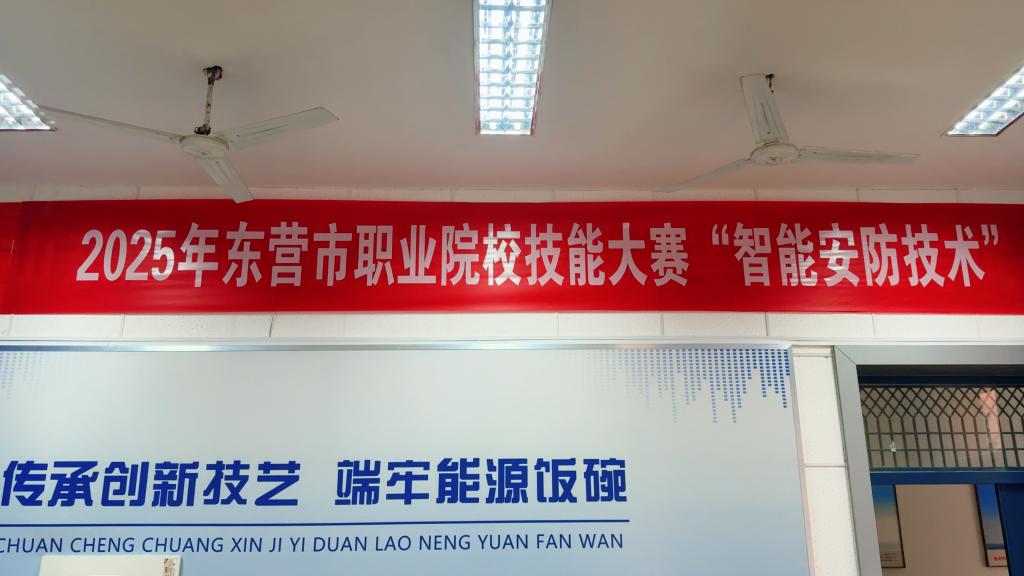 2025年东营市职业院校技能大赛“智能安防技术”
传承创新技艺 端牢能源饭碗
CHUAN CHENG CHUANG XIN JI YI DUAN LAO NENG YUAN FAN WAN